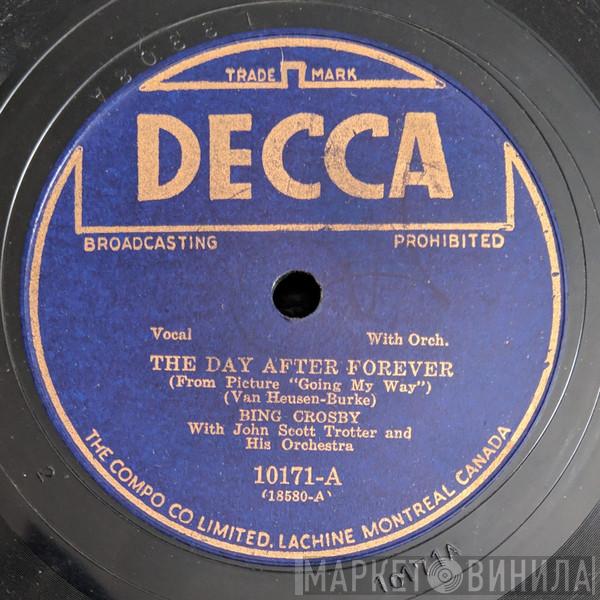 TRADE MARK
DECCA
BROADCASTING PROHIBITED
Vocal With Orch.
THE DAY AFTER FOREVER
(From Picture "Going My Way")
(Van Heusen-Burke)
BING CROSBY
With John Scott Trotter and
His Orchestra
10171-A
(18580-A)
THE COMPO CO. LIMITED, LACHINE MONTREAL CANADA
10171A
МАРКЕТ ВИНИЛА